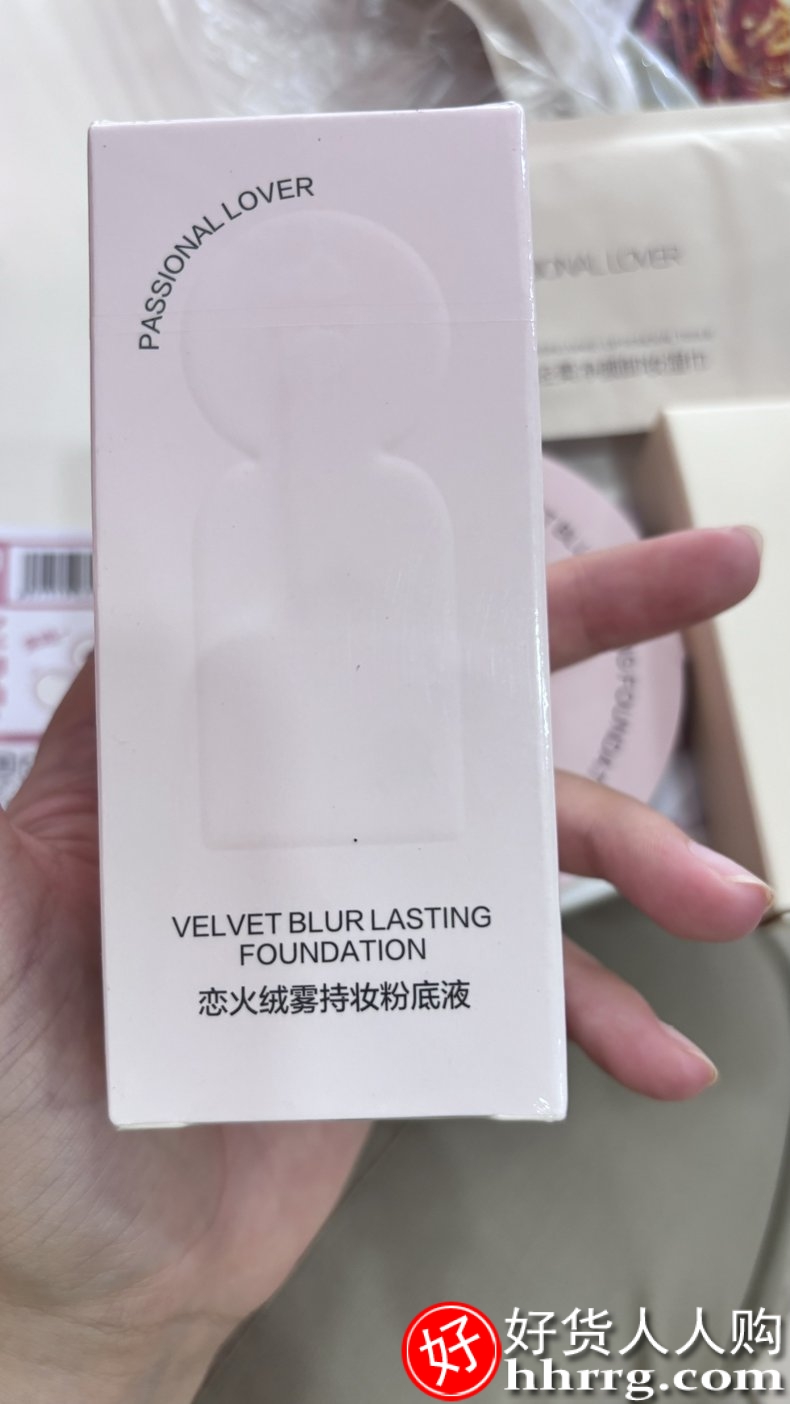 PASSIONAL LOVER
VELVET BLUR LASTING
FOUNDATION
恋火绒雾持妆粉底液
LOVER
好
好货人人购
hhrrg.com